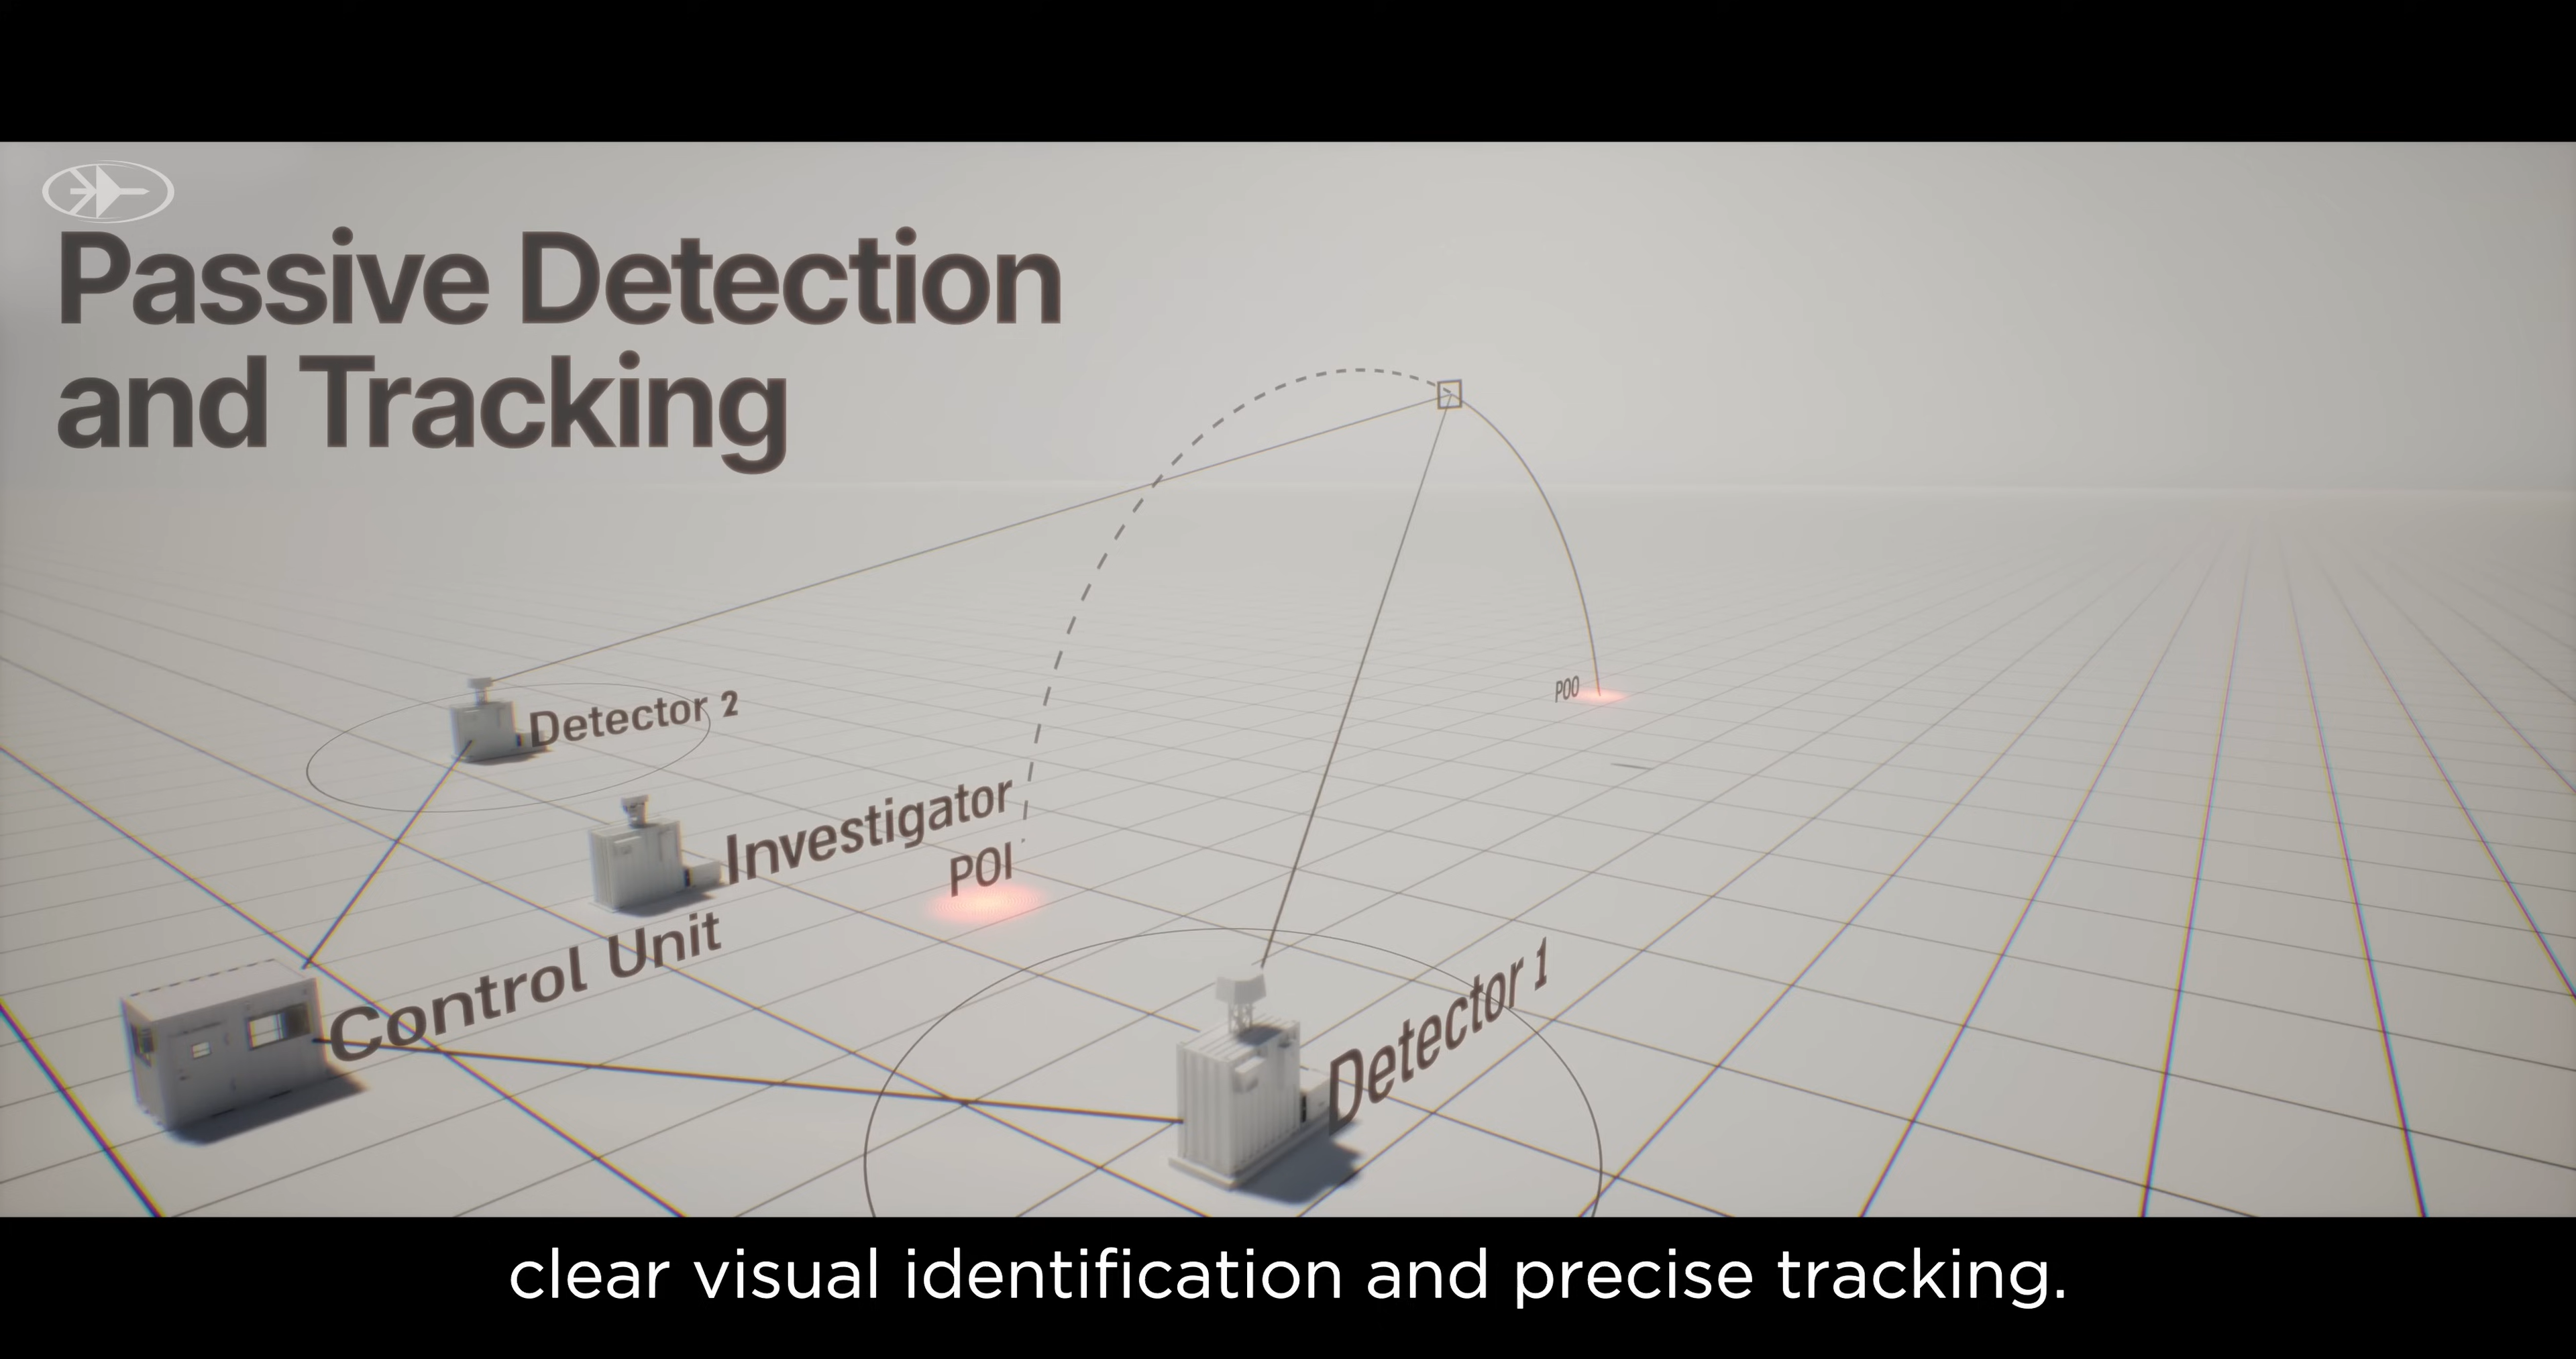 Passive Detection
and Tracking
POO
Detector 2
Investigator
POI
Control Unit
Detector 1
clear visual identification and precise tracking.